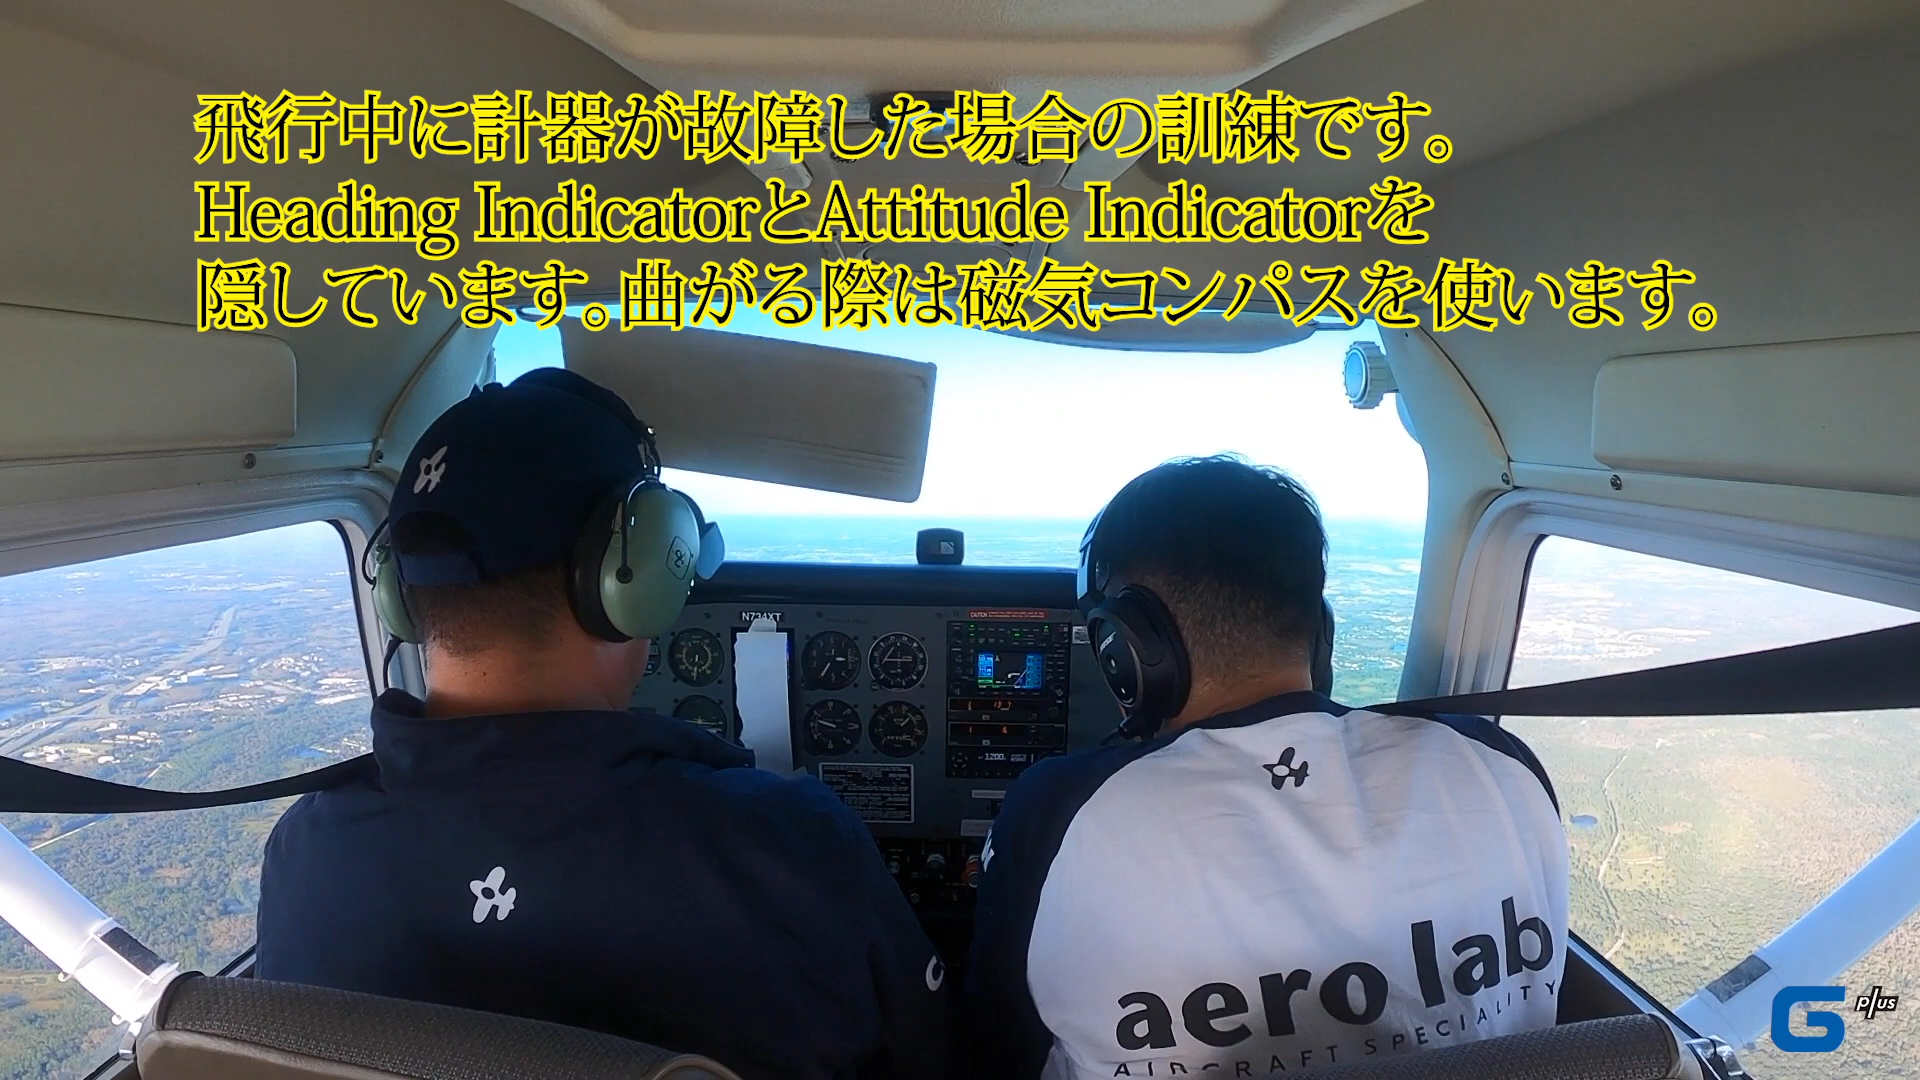 飛行中に計器が故障した場合の訓練です。
Heading IndicatorとAttitude Indicatorを
隠しています。曲がる際は磁気コンパスを使います。
N734XT
CAUTION
1200
aero lab
AIRCRAFT SPECIALITY
G plus